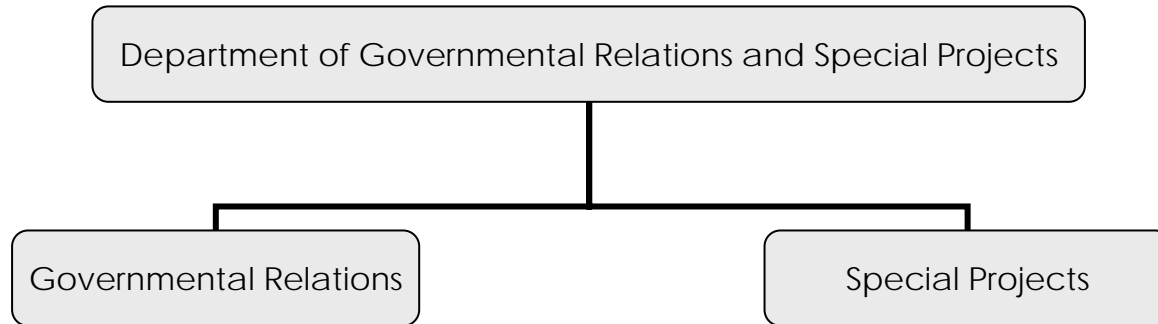 Department of Governmental Relations and Special Projects
Governmental Relations
Special Projects